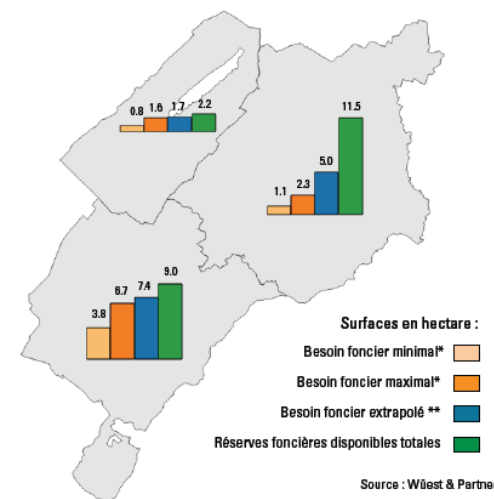 0.8 1.6 1.7 2.2
11.5
5.0
2.3
1.1
9.0
7.4
6.7
3.8
Surfaces en hectare :
Besoin foncier minimal*
Besoin foncier maximal*
Besoin foncier extrapolé **
Réserves foncières disponibles totales
Source : Wüest & Partne